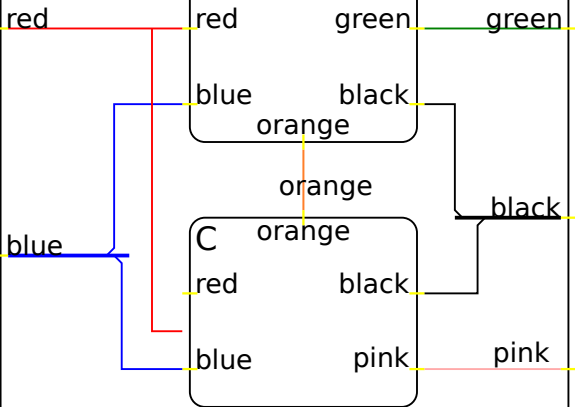 red
red
green
green
blue
black
orange
orange
black
blue
C
orange
red
black
blue
pink
pink